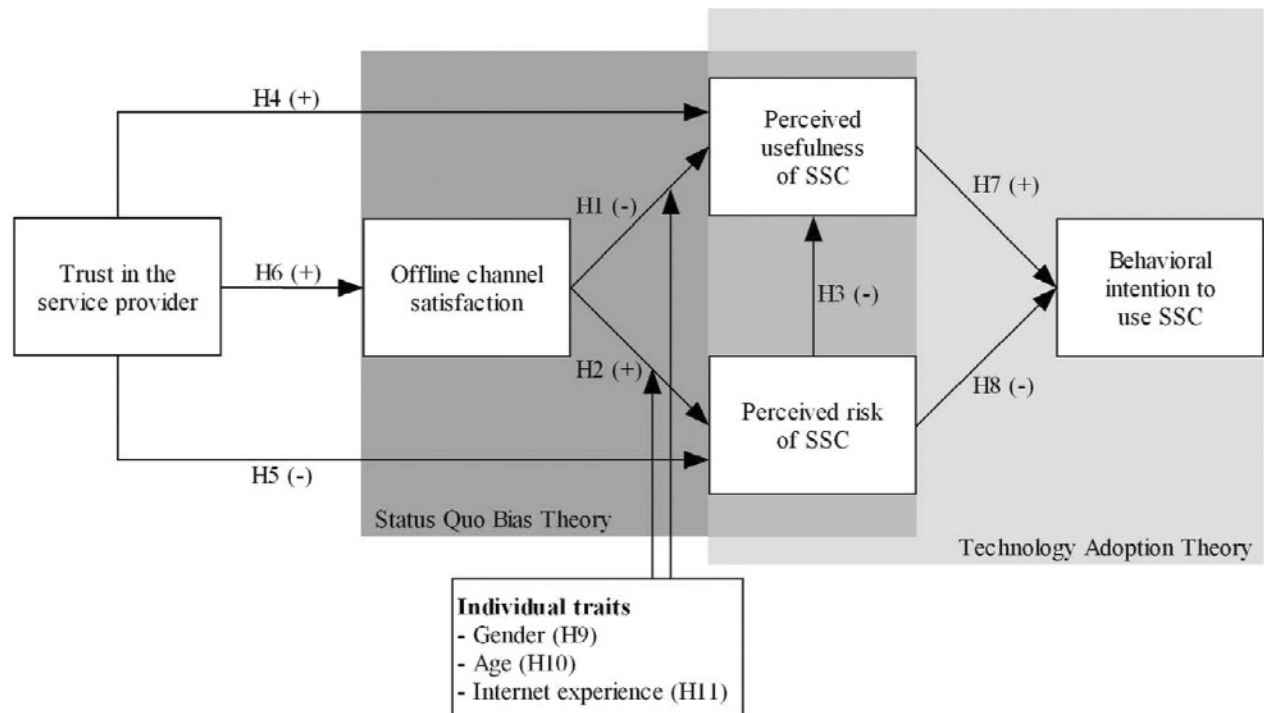 H4 (+)
Perceived
usefulness
of SSC
H7 (+)
H1 (-)
Trust in the
service provider
H6 (+)
Offline channel
satisfaction
H3 (-)
Behavioral
intention to
use SSC
H2 (+)
H8 (-)
Perceived risk
of SSC
H5 (-)
Status Quo Bias Theory
Technology Adoption Theory
Individual traits
- Gender (H9)
- Age (H10)
- Internet experience (H11)